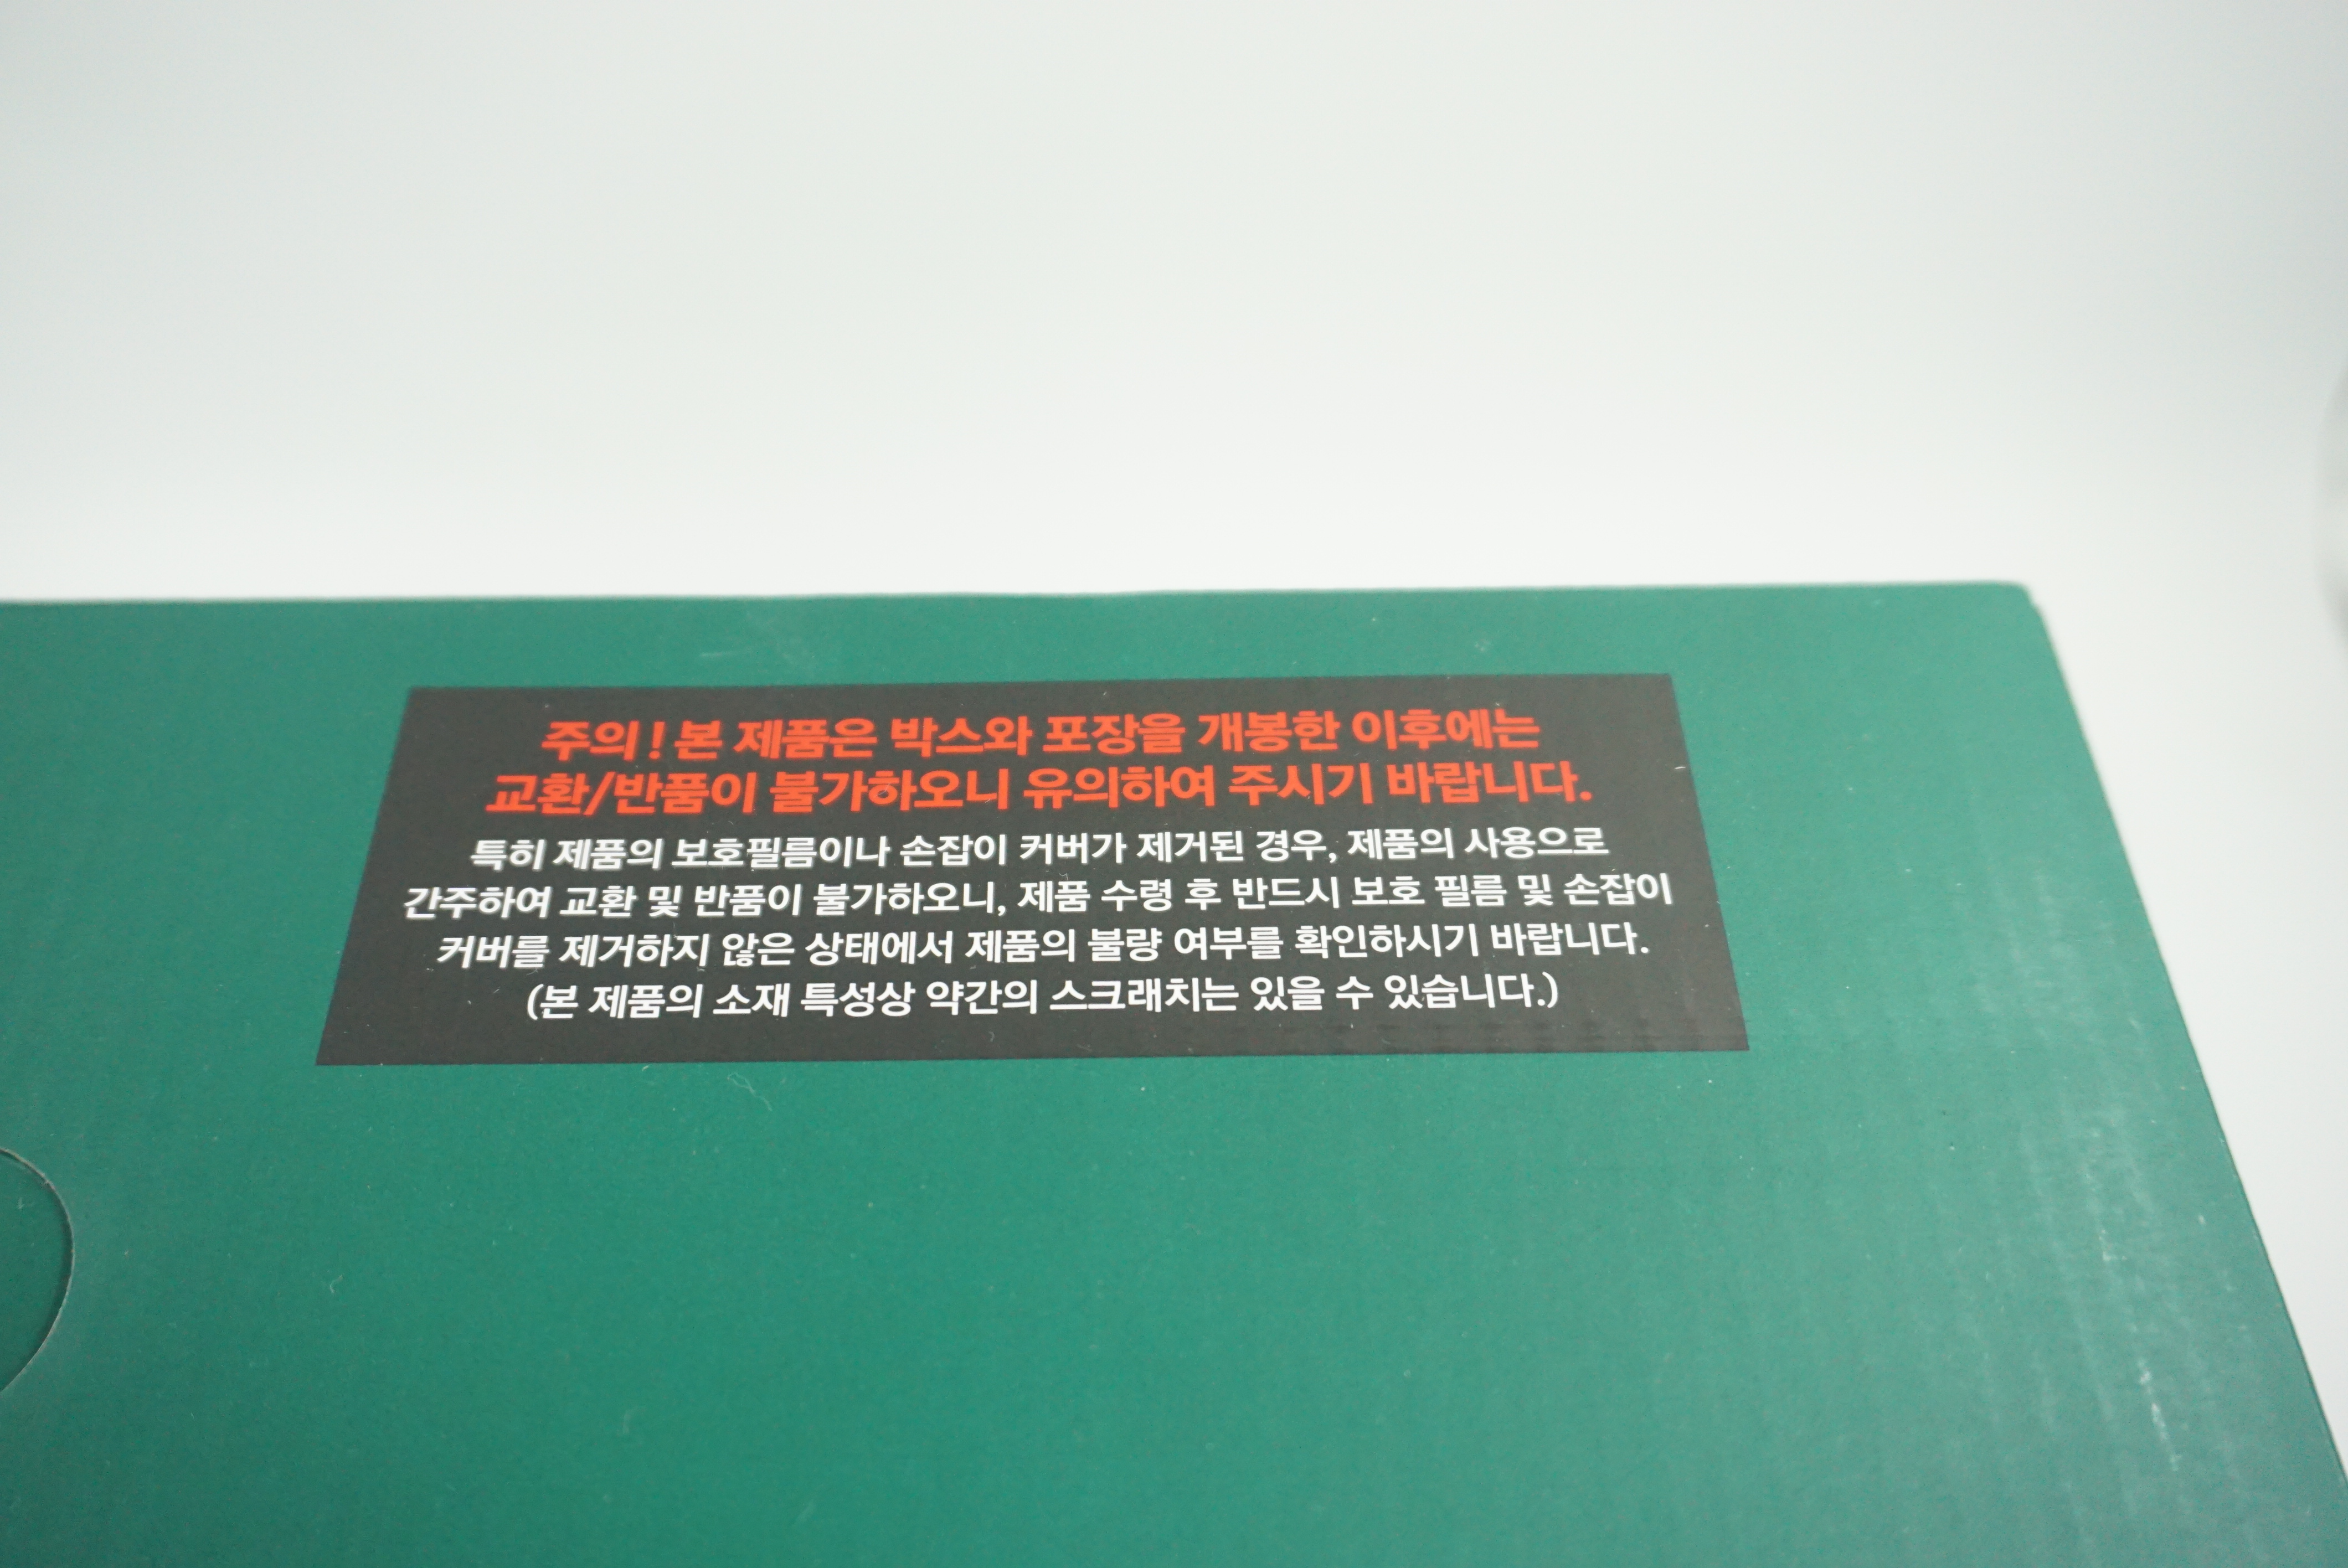 주의! 본 제품은 박스와 포장을 개봉한 이후에는
교환/반품이 불가하오니 유의하여 주시기 바랍니다.
특히 제품의 보호필름이나 손잡이 커버가 제거된 경우, 제품의 사용으로
간주하여 교환 및 반품이 불가하오니, 제품 수령 후 반드시 보호 필름 및 손잡이
커버를 제거하지 않은 상태에서 제품의 불량 여부를 확인하시기 바랍니다.
(본 제품의 소재 특성상 약간의 스크래치는 있을 수 있습니다.)